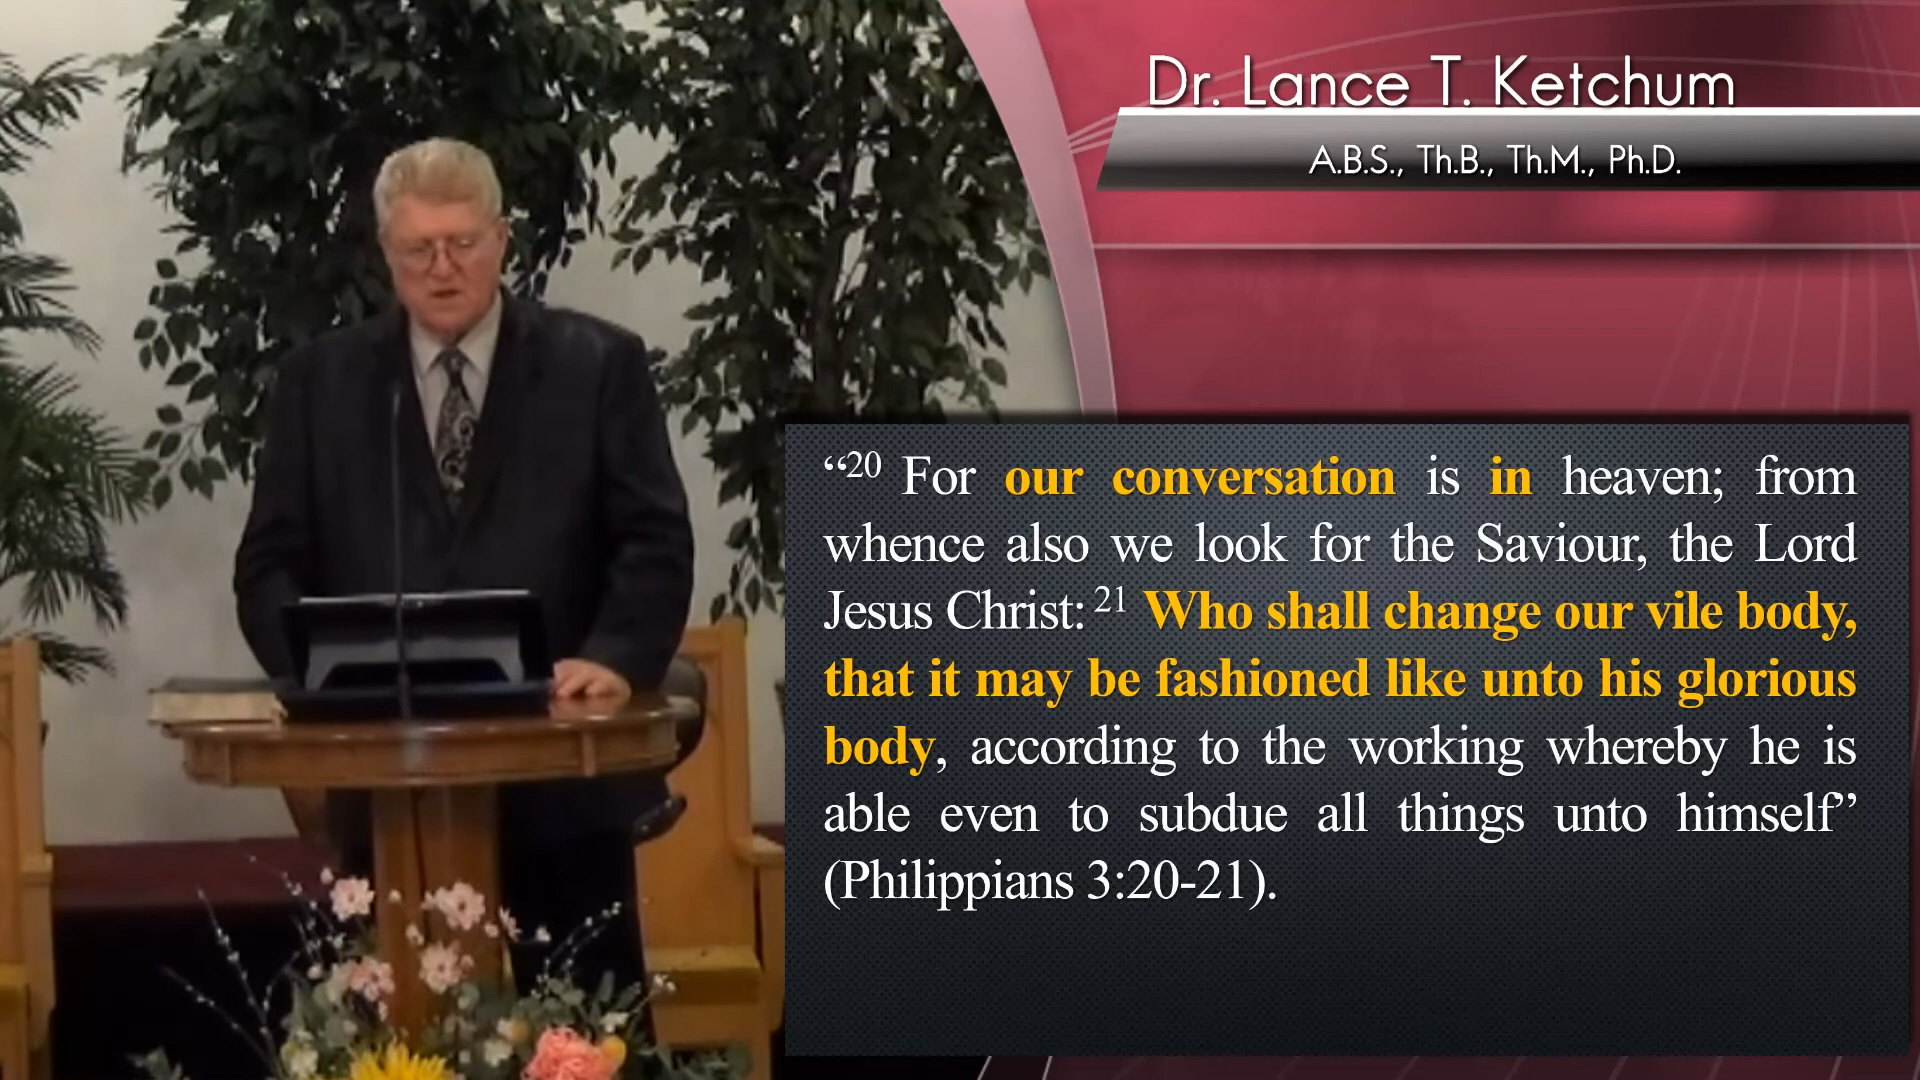 Dr. Lance T. Ketchum
A.B.S., Th.B., Th.M., Ph.D.
“20 For our conversation is in heaven; from
whence also we look for the Saviour, the Lord
Jesus Christ: 21 Who shall change our vile body,
that it may be fashioned like unto his glorious
body, according to the working whereby he is
able even to subdue all things unto himself”
(Philippians 3:20-21).